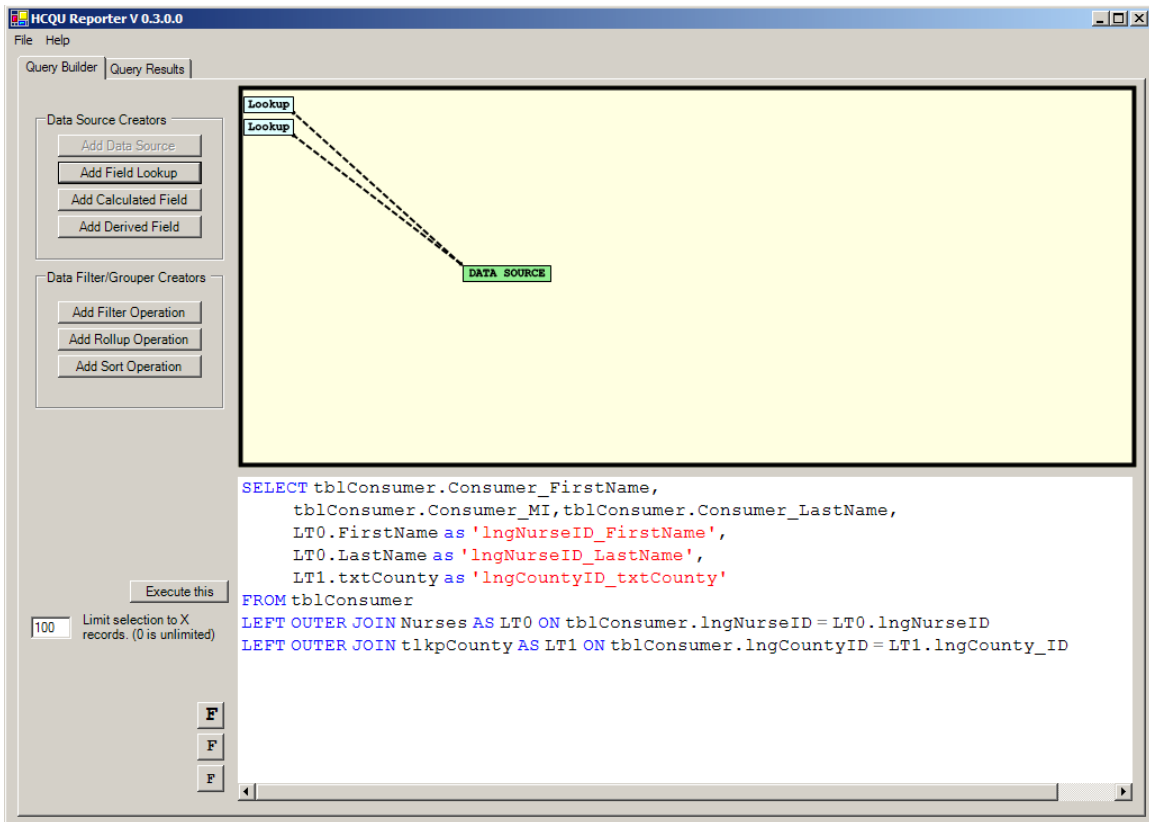 HCQU Reporter V 0.3.0.0
File Help
Query Builder Query Results
Data Source Creators
Add Data Source
Add Field Lookup
Add Calculated Field
Add Derived Field
Data Filter/Grouper Creators
Add Filter Operation
Add Rollup Operation
Add Sort Operation
Lookup
Lookup
DATA SOURCE
SELECT tblConsumer.Consumer_FirstName,
tblConsumer.Consumer_MI,tblConsumer.Consumer_LastName,
LT0.FirstName as 'lngNurseID_FirstName',
LT0.LastName as 'lngNurseID_LastName',
LT1.txtCounty as 'lngCountyID_txtCounty'
FROM tblConsumer
LEFT OUTER JOIN Nurses AS LT0 ON tblConsumer.lngNurseID = LT0.lngNurseID
LEFT OUTER JOIN tlkpCounty AS LT1 ON tblConsumer.lngCountyID = LT1.lngCounty_ID
Execute this
100
Limit selection to X
records. (0 is unlimited)
F
F
F